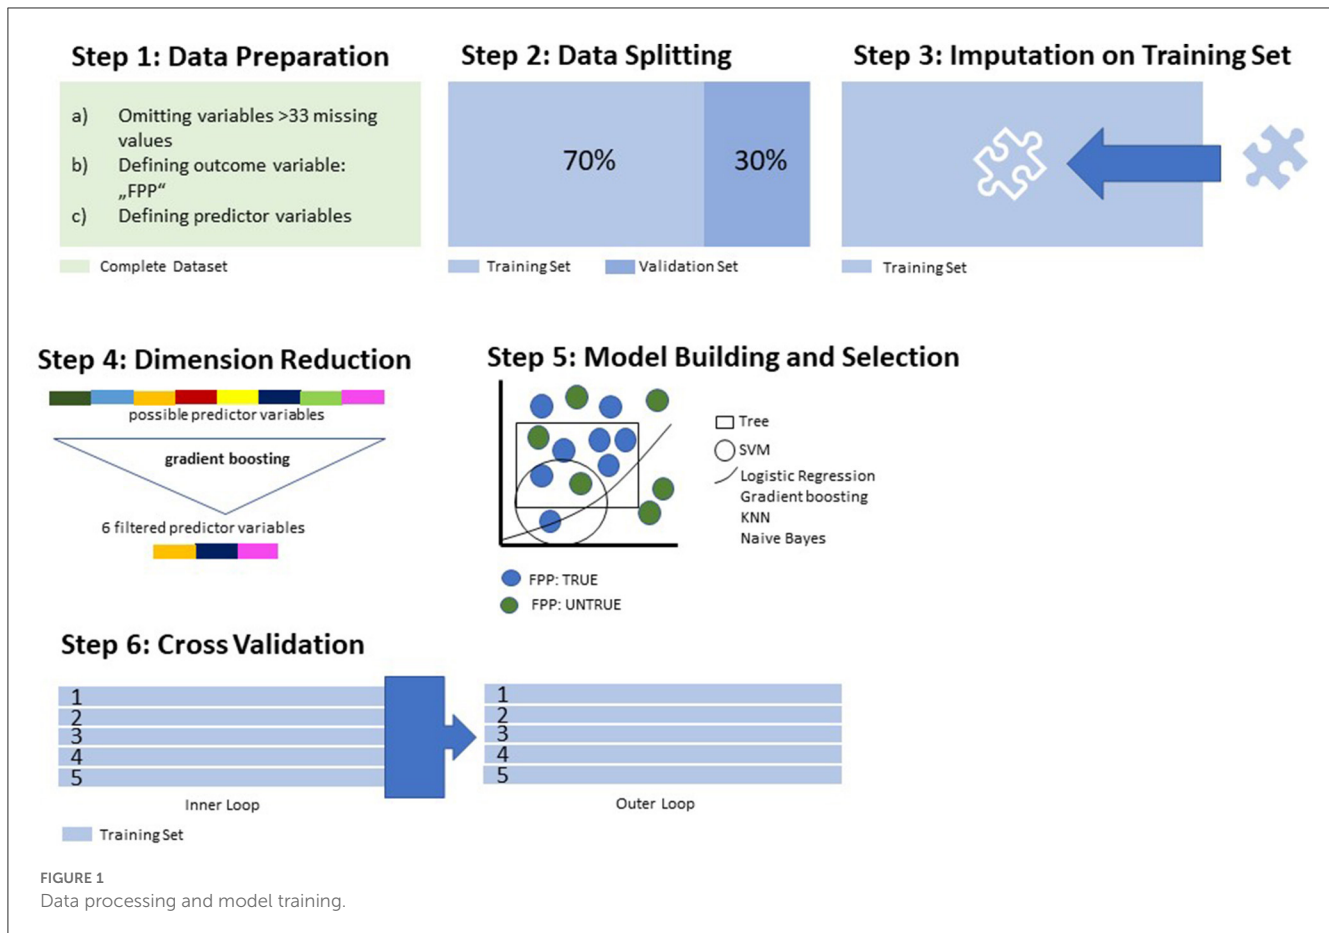 Step 1: Data Preparation
a) Omitting variables >33 missing
values
b) Defining outcome variable:
„FPP“
c) Defining predictor variables
Complete Dataset
Step 2: Data Splitting
70%
30%
Training Set
Validation Set
Step 3: Imputation on Training Set
Training Set
Step 4: Dimension Reduction
possible predictor variables
gradient boosting
6 filtered predictor variables
Step 5: Model Building and Selection
Tree
SVM
Logistic Regression
Gradient boosting
KNN
Naive Bayes
FPP: TRUE
FPP: UNTRUE
Step 6: Cross Validation
1
2
3
4
5
Inner Loop
Training Set
1
2
3
4
5
Outer Loop
FIGURE 1
Data processing and model training.